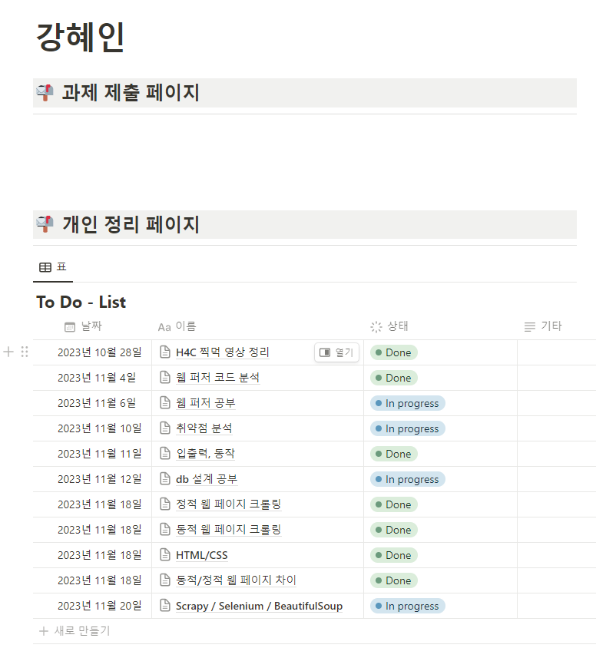 강혜인
📬 과제 제출 페이지
📬 개인 정리 페이지
표
To Do - List
날짜 Aa 이름 상태 기타
2023년 10월 28일 H4C 찍먹 영상 정리 열기 Done
2023년 11월 4일 웹 퍼저 코드 분석 Done
2023년 11월 6일 웹 퍼저 공부 In progress
2023년 11월 10일 취약점 분석 In progress
2023년 11월 11일 입출력, 동작 Done
2023년 11월 12일 db 설계 공부 In progress
2023년 11월 18일 정적 웹 페이지 크롤링 Done
2023년 11월 18일 동적 웹 페이지 크롤링 Done
2023년 11월 18일 HTML/CSS Done
2023년 11월 18일 동적/정적 웹 페이지 차이 Done
2023년 11월 20일 Scrapy / Selenium / BeautifulSoup In progress
+ 새로 만들기